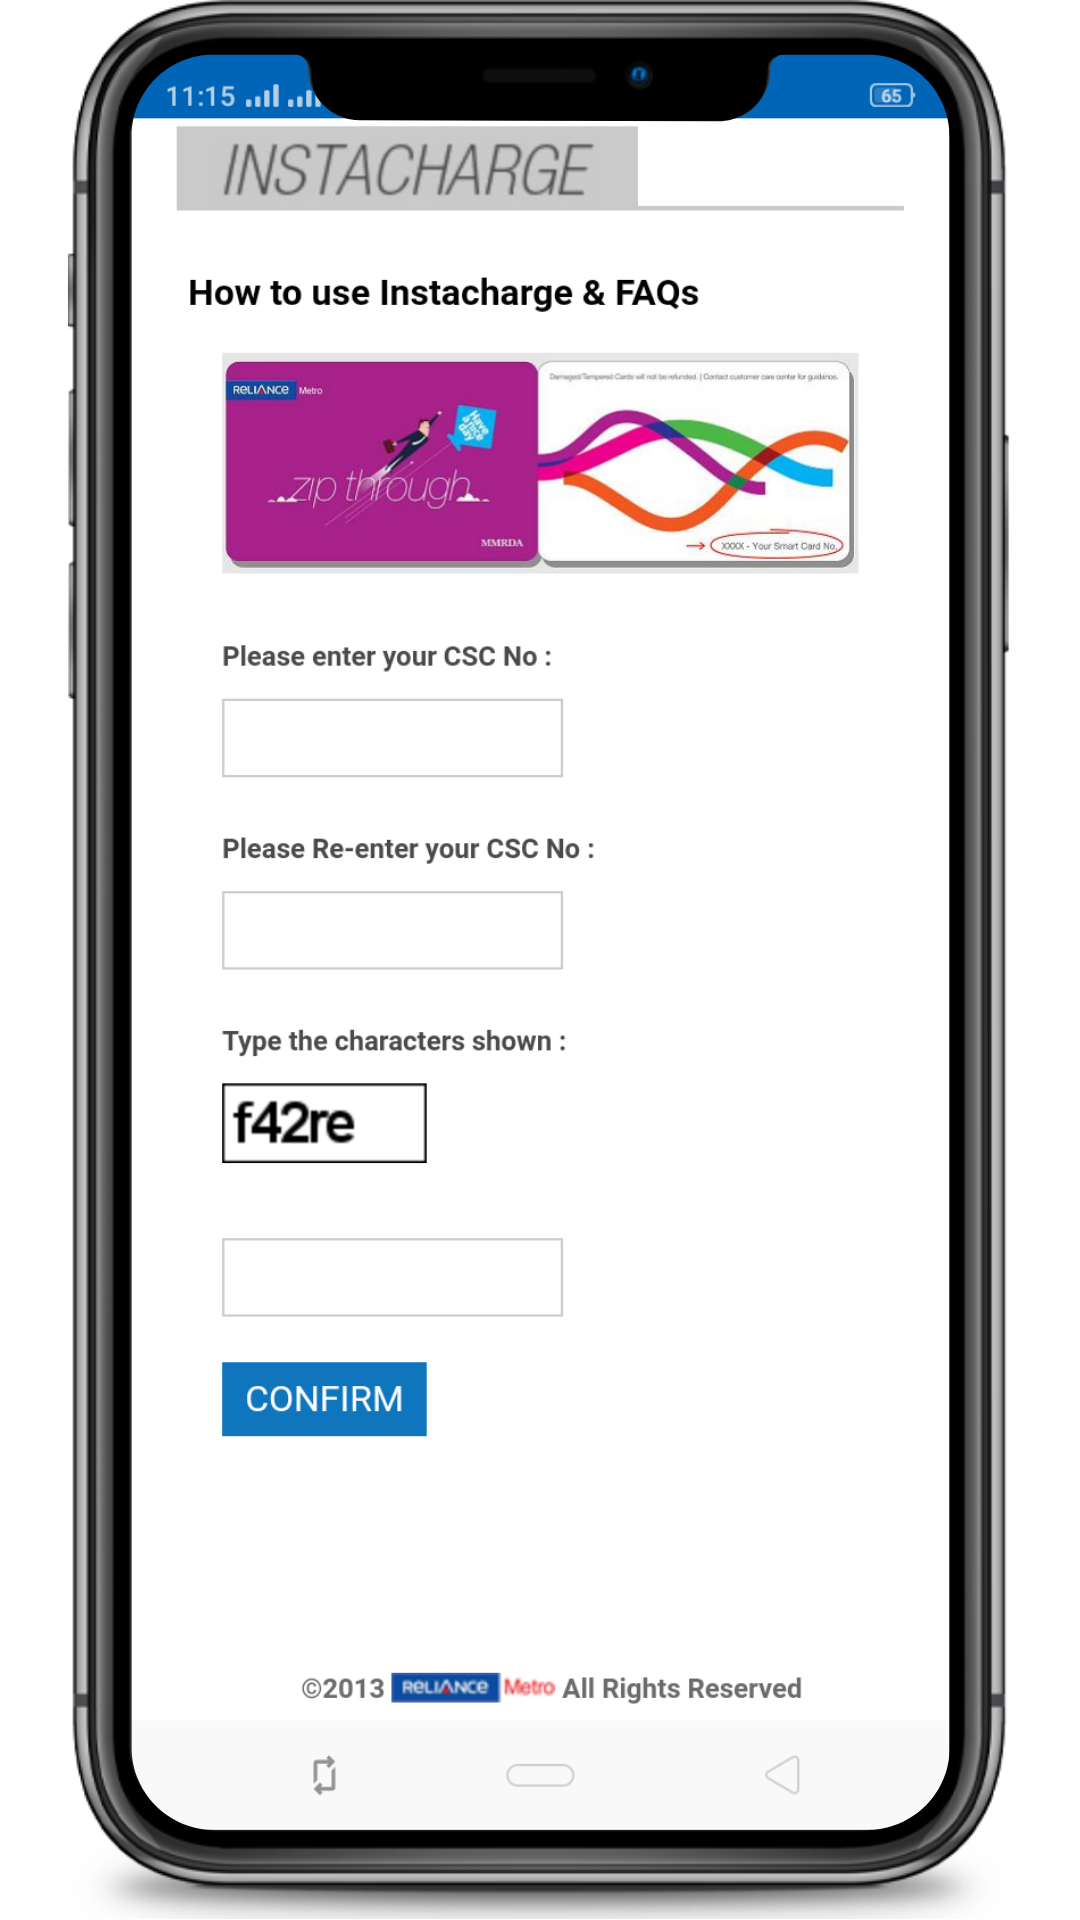 11:15
65
INSTACHARGE
How to use Instacharge & FAQs
RELIANCE Metro
Damaged/Tampered Cards will not be refunded. | Contact customer care center for guidance.
Have a nice day
zip through
MMRDA
XXXX - Your Smart Card No.
Please enter your CSC No :
Please Re-enter your CSC No :
Type the characters shown :
f42re
CONFIRM
©2013 RELIANCE Metro All Rights Reserved